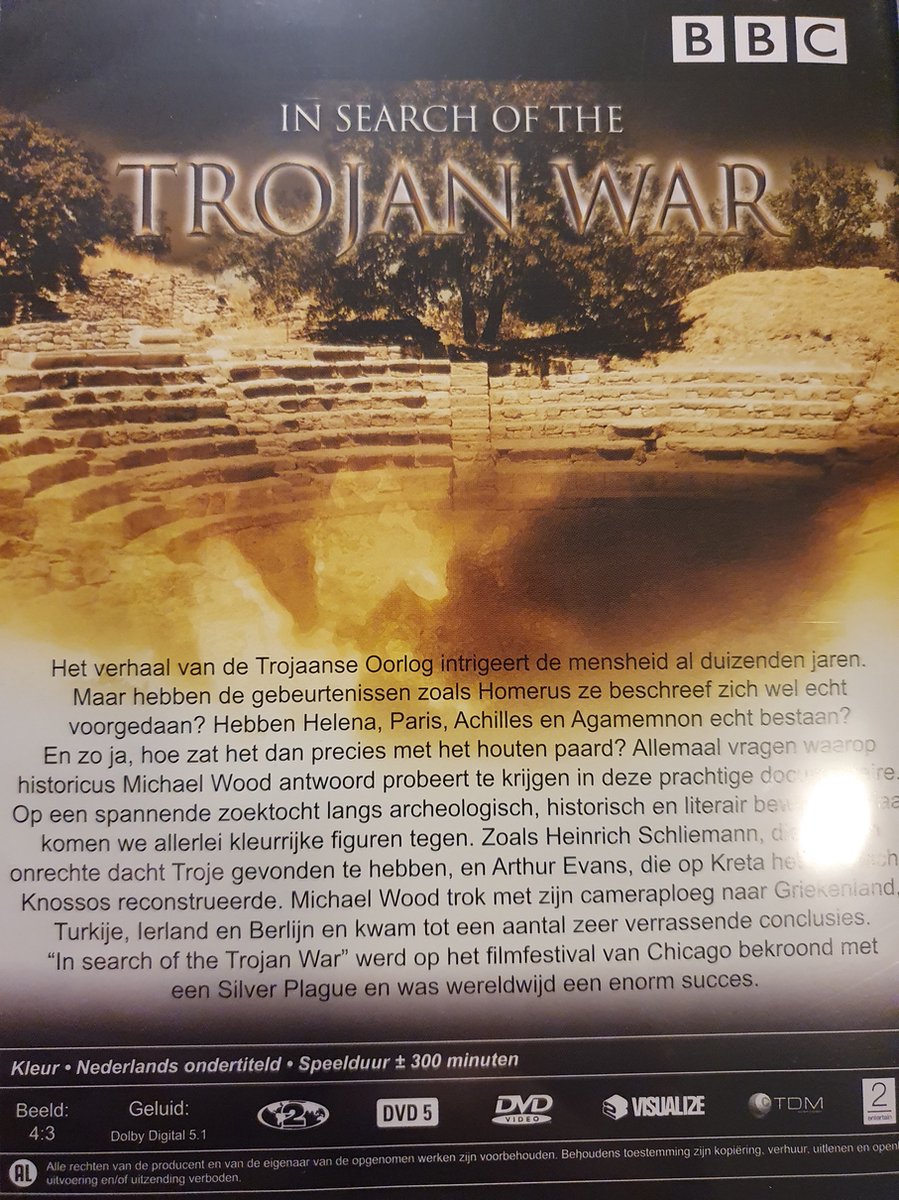 BBC
IN SEARCH OF THE
TROJAN WAR
Het verhaal van de Trojaanse Oorlog intrigeert de mensheid al duizenden jaren.
Maar hebben de gebeurtenissen zoals Homerus ze beschreef zich wel echt
voorgedaan? Hebben Helena, Paris, Achilles en Agamemnon echt bestaan?
En zo ja, hoe zat het dan precies met het houten paard? Allemaal vragen waarop
historicus Michael Wood antwoord probeert te krijgen in deze prachtige
Op een spannende zoektocht langs archeologisch, historisch en literair
komen we allerlei kleurrijke figuren tegen. Zoals Heinrich Schliemann,
onrechte dacht Troje gevonden te hebben, en Arthur Evans, die op Kreta
Knossos reconstrueerde. Michael Wood trok met zijn cameraploeg naar Griekenland,
Turkije, Ierland en Berlijn en kwam tot een aantal zeer verrassende conclusies.
“In search of the Trojan War” werd op het filmfestival van Chicago bekroond met
een Silver Plague en was wereldwijd een enorm succes.
Kleur • Nederlands ondertiteld • Speelduur ± 300 minuten
Beeld:
4:3
Geluid:
Dolby Digital 5.1
2
DVD 5
DVD
VIDEO
VISUALIZE
TDM
2
entertain
AL
Alle rechten van de producent en van de eigenaar van de opgenomen werken zijn voorbehouden. Behoudens toestemming zijn kopiëring, verhuur, uitlenen en
uitvoering en/of uitzending verboden.